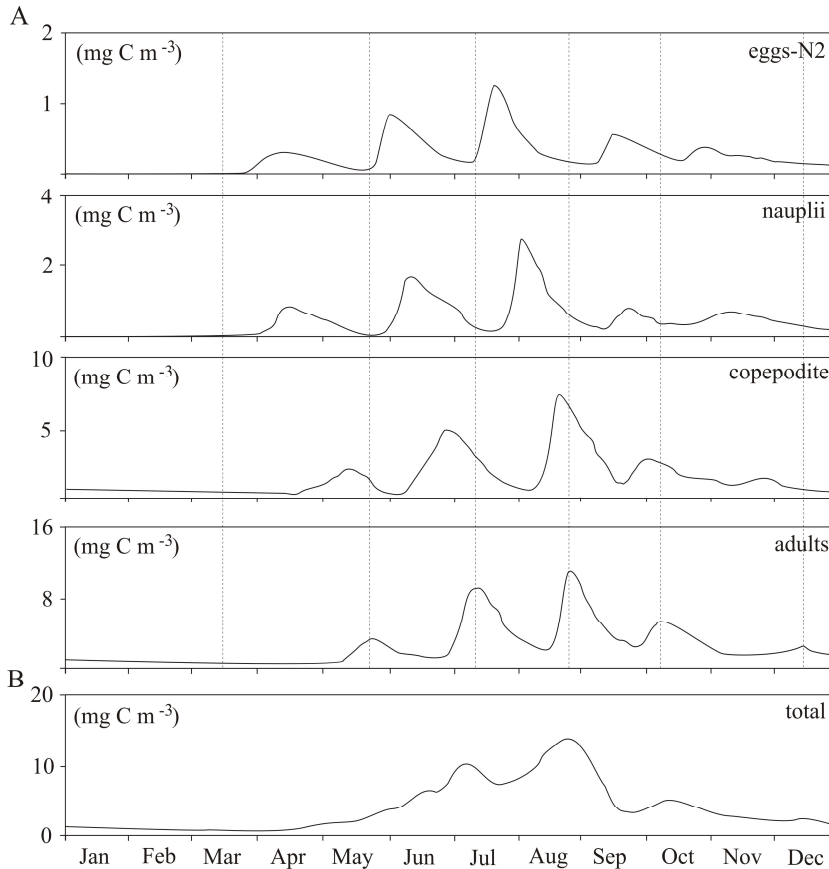 A
2
(mg C m -3)
eggs-N2
1
4
(mg C m -3)
nauplii
2
10
(mg C m -3)
copepodite
5
16
(mg C m -3)
adults
8
B
20
(mg C m -3)
total
10
0
Jan Feb Mar Apr May Jun Jul Aug Sep Oct Nov Dec